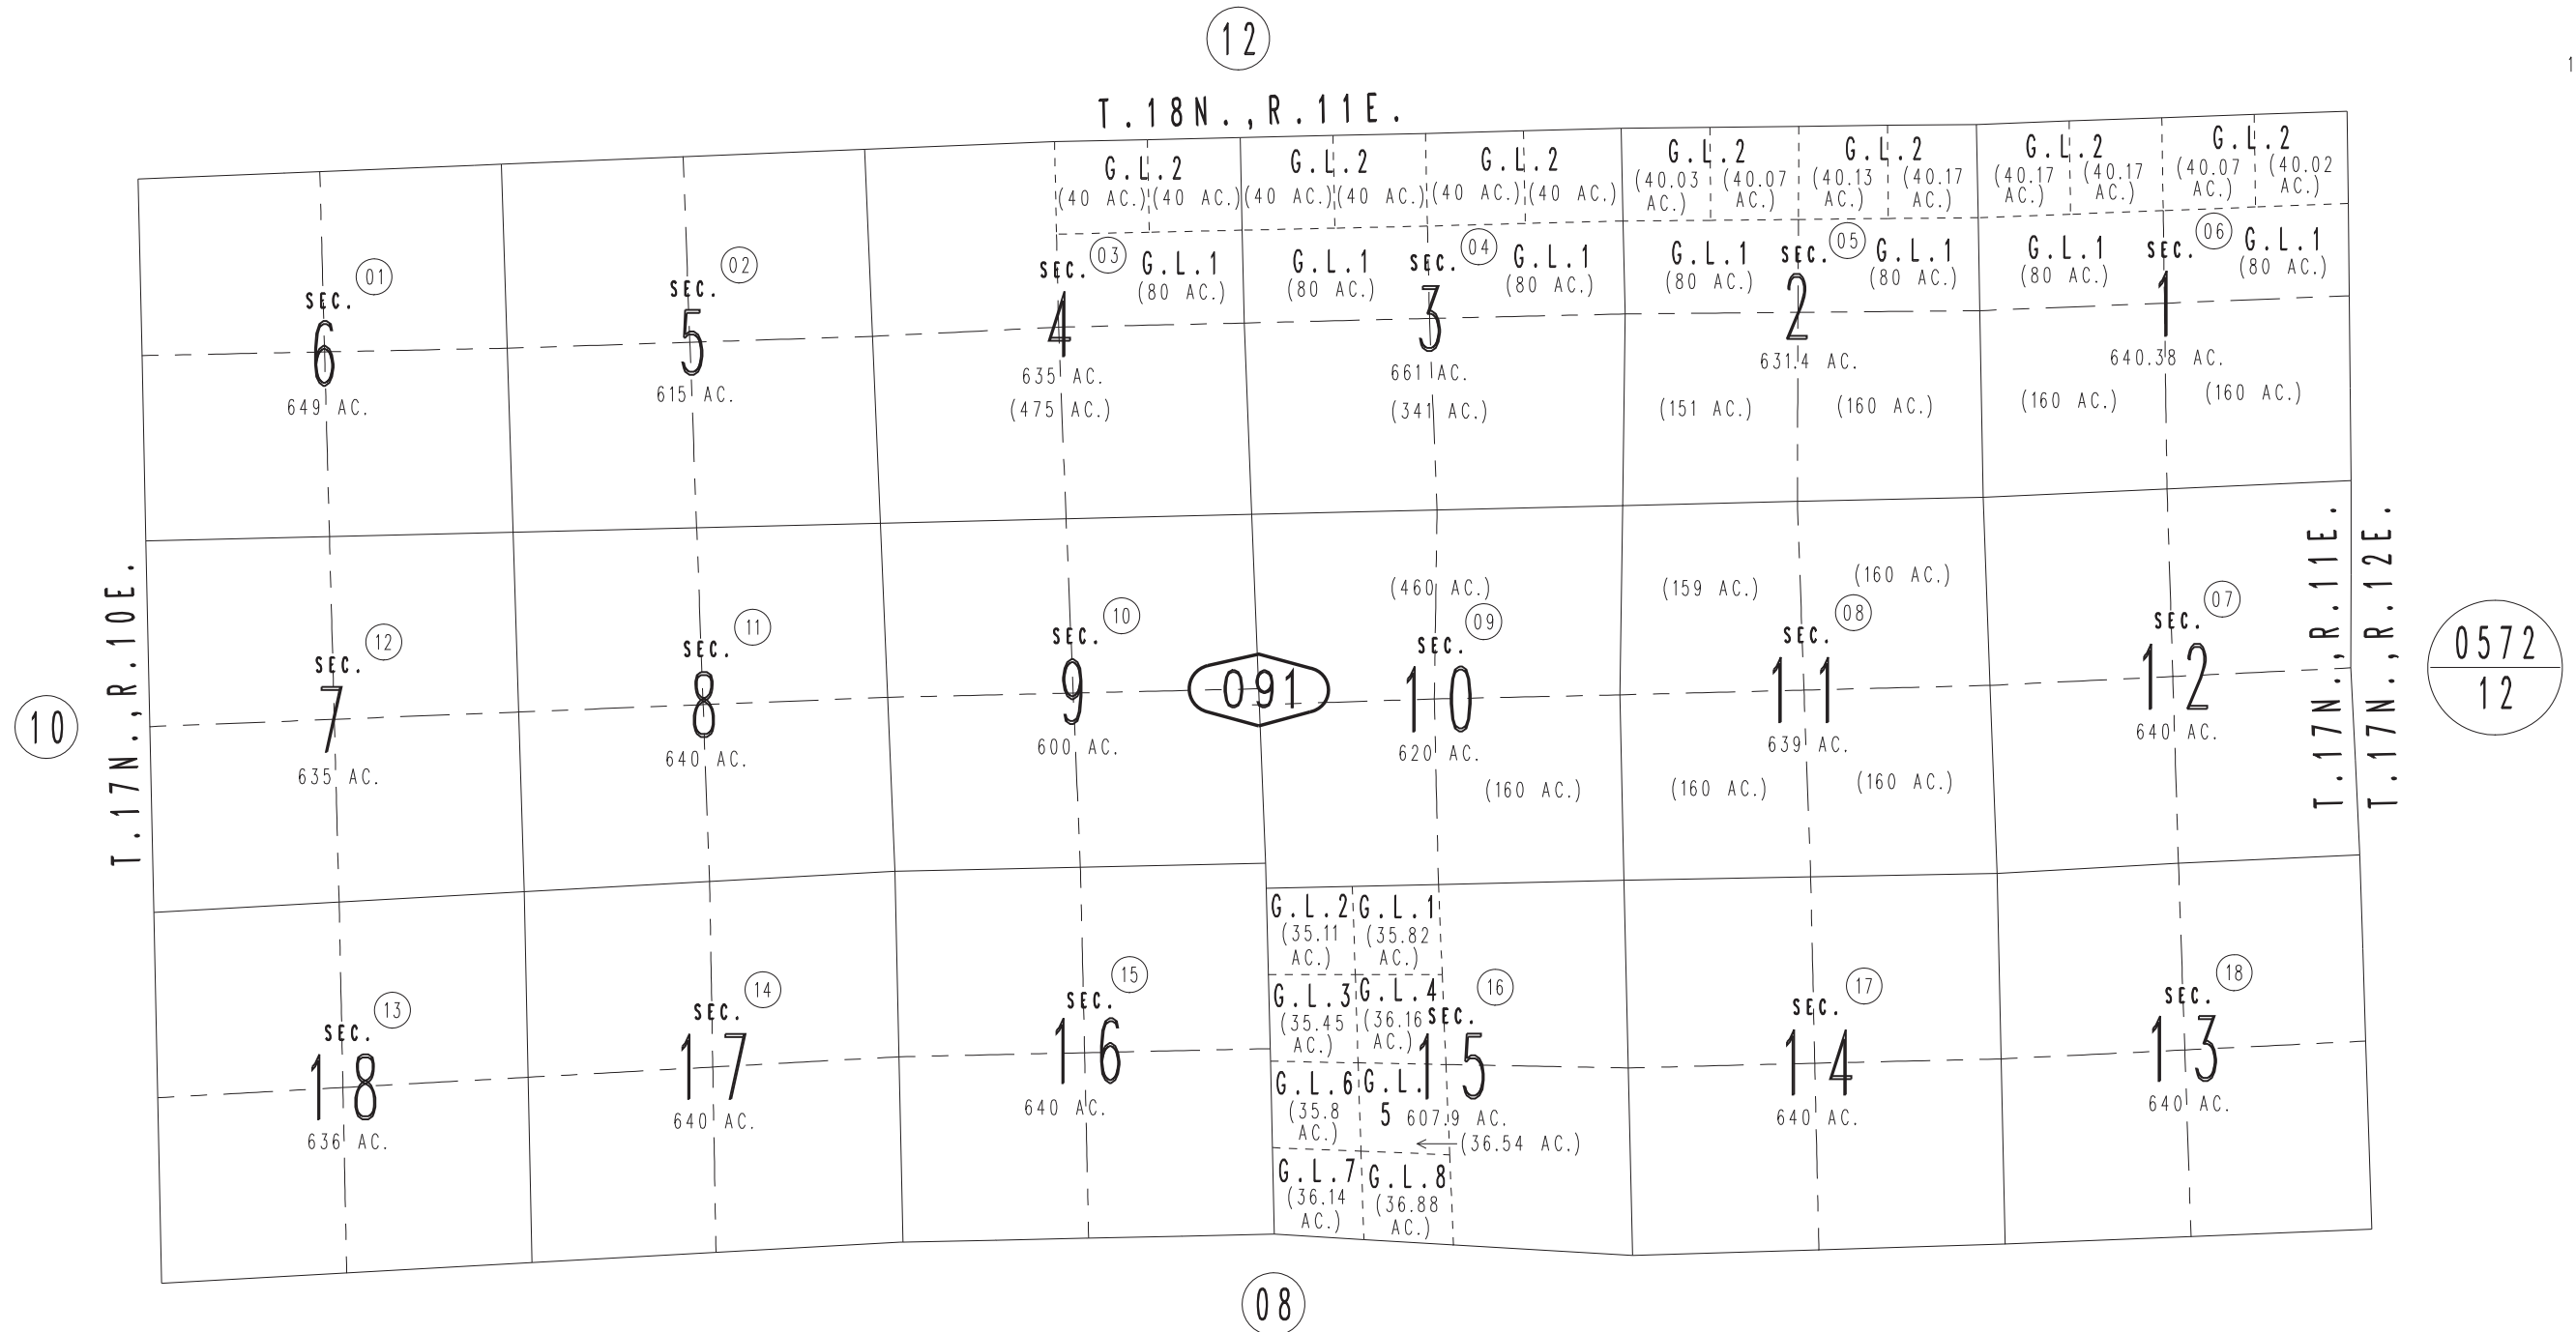 12
1
T.18N.,R.11E.
G.L.2
(40 AC.) (40 AC.)
G.L.2
(40 AC.) (40 AC.)
G.L.2
(40 AC.) (40 AC.)
G.L.2
(40.03 AC.) (40.07 AC.)
G.L.2
(40.13 AC.) (40.17 AC.)
G.L.2
(40.17 AC.) (40.17 AC.)
G.L.2
(40.07 AC.) (40.02 AC.)
SEC. 01
6
649 AC.
SEC. 02
5
615 AC.
SEC. 03
4
635 AC.
(475 AC.)
G.L.1
(80 AC.)
G.L.1
(80 AC.)
SEC. 04
3
661 AC.
(341 AC.)
G.L.1
(80 AC.)
G.L.1
(80 AC.)
SEC. 05
2
631.4 AC.
(151 AC.) (160 AC.)
G.L.1
(80 AC.)
G.L.1
(80 AC.)
SEC. 06
1
640.38 AC.
(160 AC.) (160 AC.)
G.L.1
(80 AC.)
T.17N.,R.10E.
10
SEC. 12
7
635 AC.
SEC. 11
8
640 AC.
SEC. 10
9
600 AC.
091
(460 AC.)
SEC. 09
10
620 AC.
(160 AC.)
(159 AC.) (160 AC.)
SEC. 08
11
639 AC.
(160 AC.) (160 AC.)
SEC. 07
12
640 AC.
T.17N.,R.11E.
T.17N.,R.12E.
0572
12
SEC. 13
18
636 AC.
SEC. 14
17
640 AC.
SEC. 15
16
640 AC.
G.L.2
(35.11
AC.)
G.L.1
(35.82
AC.)
G.L.3
(35.45
AC.)
G.L.4
(36.16
AC.)
SEC. 16
15
607.9 AC.
G.L.6
(35.8
AC.)
G.L.
5
(36.54 AC.)
G.L.7
(36.14
AC.)
G.L.8
(36.88
AC.)
SEC. 17
14
640 AC.
SEC. 18
13
640 AC.
08